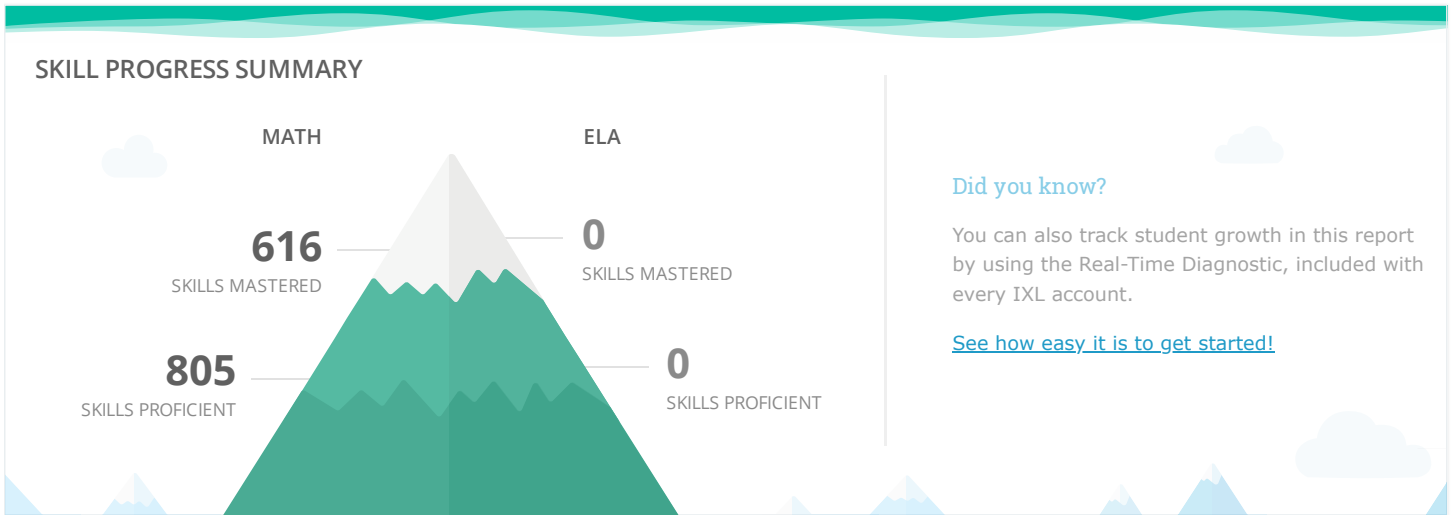 SKILL PROGRESS SUMMARY
MATH
616
SKILLS MASTERED
805
SKILLS PROFICIENT
ELA
0
SKILLS MASTERED
0
SKILLS PROFICIENT
Did you know?
You can also track student growth in this report
by using the Real-Time Diagnostic, included with
every IXL account.
See how easy it is to get started!